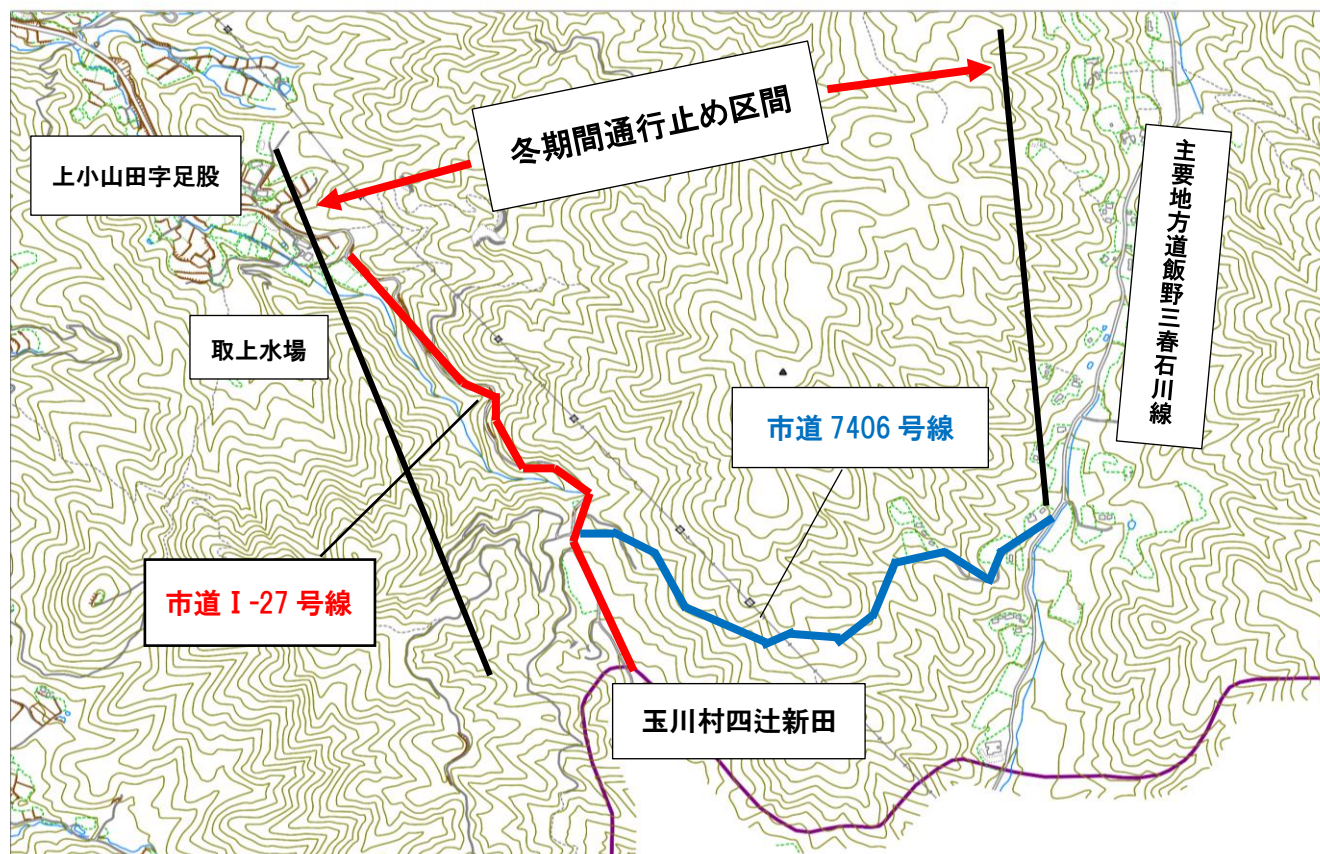 冬期間通行止め区間
上小山田字足股
主要地方道飯野三春石川線
取上水場
市道 7406 号線
市道Ⅰ-27 号線
玉川村四辻新田